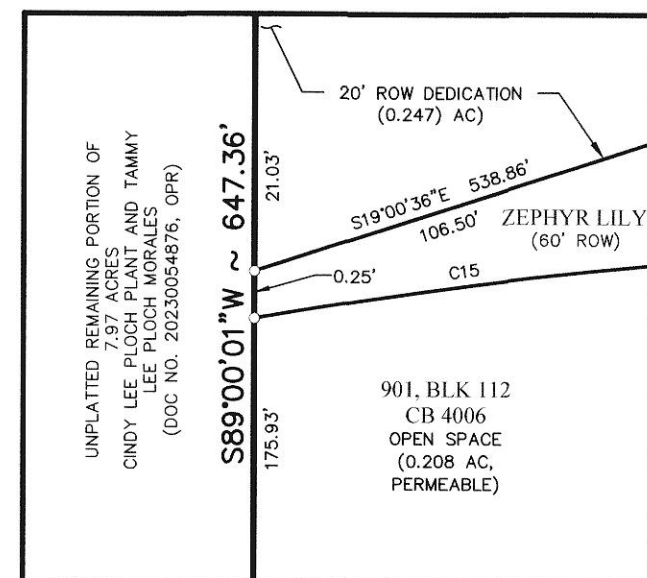 UNPLATTED REMAINING PORTION OF
7.97 ACRES
CINDY LEE PLOCH PLANT AND TAMMY
LEE PLOCH MORALES
(DOC NO. 20230054876, OPR)
S89°00'01"W ~ 647.36'
21.03'
175.93'
20' ROW DEDICATION
(0.247) AC)
S19°00'36"E 538.86'
106.50'
ZEPHYR LILY
(60' ROW)
0.25'
C15
901, BLK 112
CB 4006
OPEN SPACE
(0.208 AC,
PERMEABLE)